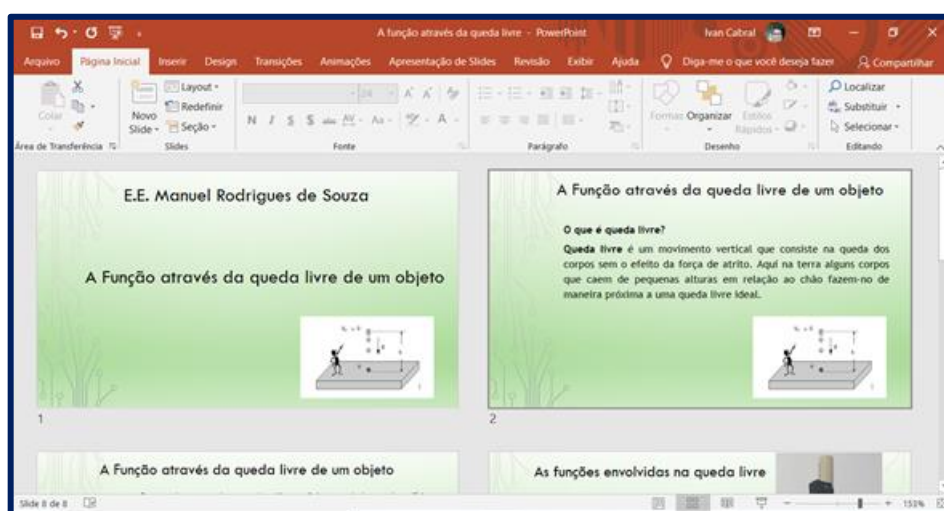 A função através da queda livre - PowerPoint
Ivan Cabral
Arquivo Página Inicial Inserir Design Transições Animações Apresentação de Slides Revisão Exibir Ajuda Diga-me o que você deseja fazer Compartilhar
Colar
Novo Slide
Layout
Redefinir
Seção
24
N I S S abc AV Aa A
Formas Organizar Estilos Rápidos
Localizar
Substituir
Selecionar
Área de Transferência Slides Fonte Parágrafo Desenho Editando
E.E. Manuel Rodrigues de Souza
A Função através da queda livre de um objeto
1
A Função através da queda livre de um objeto
O que é queda livre?
Queda livre é um movimento vertical que consiste na queda dos
corpos sem o efeito da força de atrito. Aqui na terra alguns corpos
que caem de pequenas alturas em relação ao chão fazem-no de
maneira próxima a uma queda livre ideal.
2
A Função através da queda livre de um objeto
As funções envolvidas na queda livre
Slide 8 de 8
153%